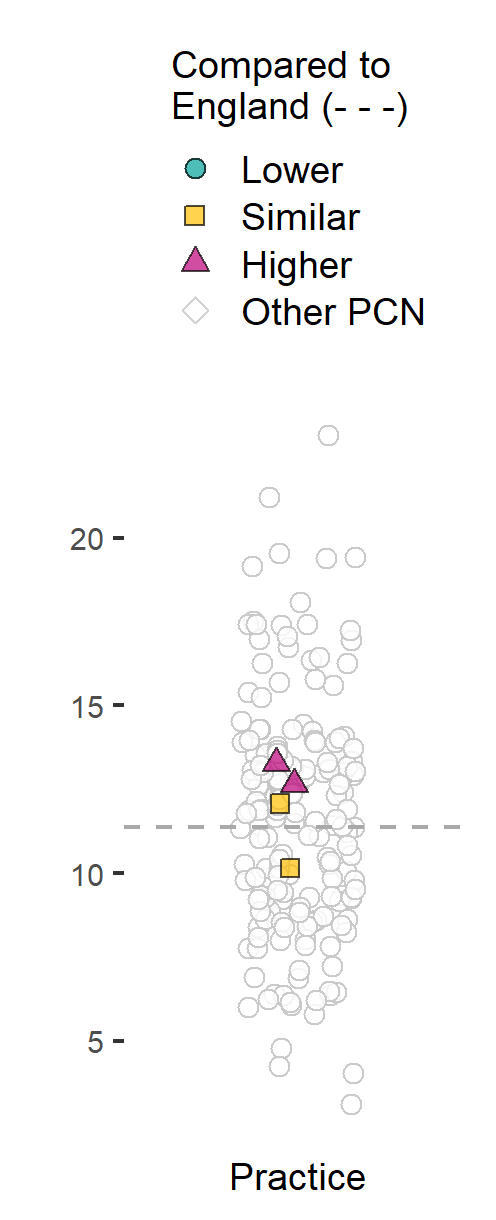 Compared to
England (- - -)
Lower
Similar
Higher
Other PCN
20
15
10
5
Practice